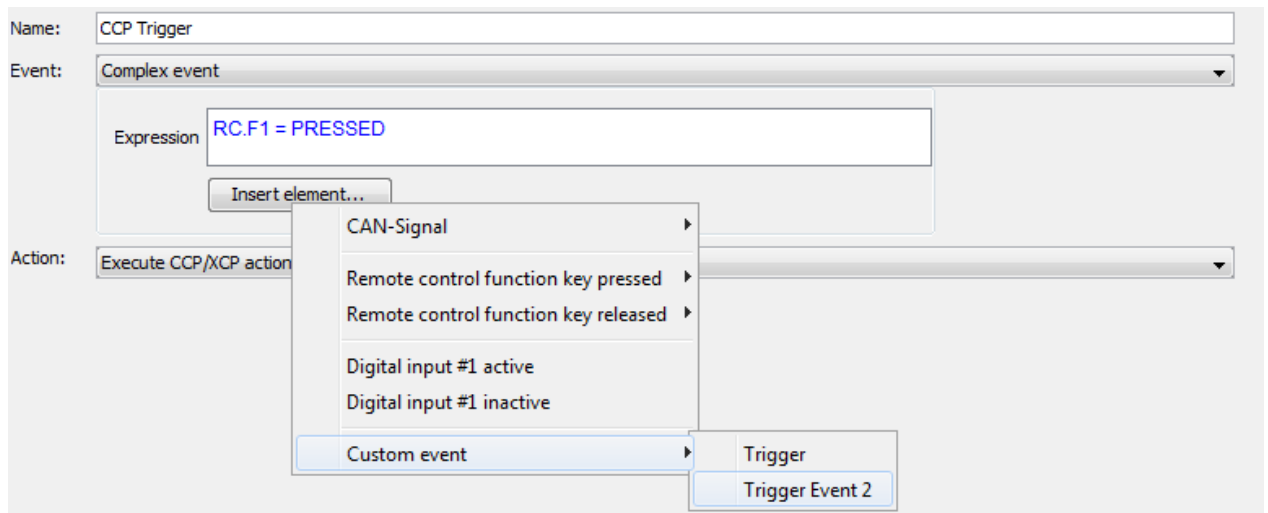 Name: CCP Trigger
Event: Complex event
Expression RC.F1 = PRESSED
Insert element...
CAN-Signal
Action: Execute CCP/XCP action
Remote control function key pressed
Remote control function key released
Digital input #1 active
Digital input #1 inactive
Custom event
Trigger
Trigger Event 2